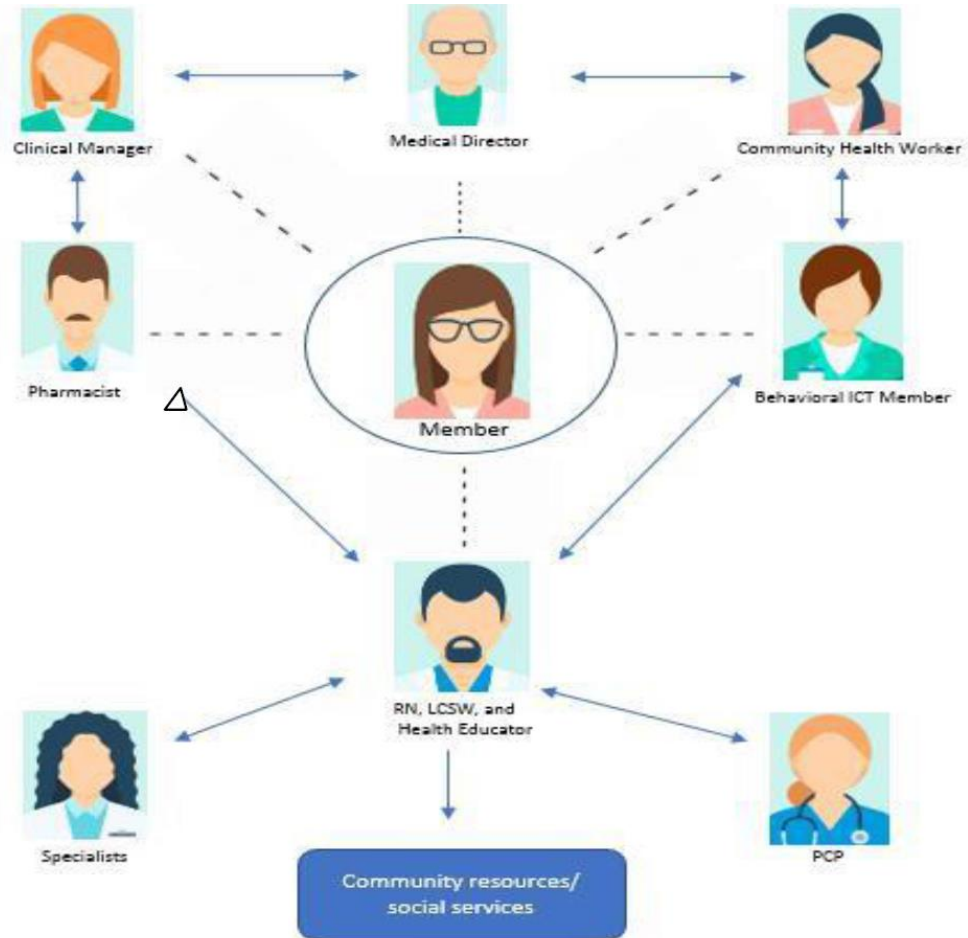 Clinical Manager
Medical Director
Community Health Worker
Pharmacist
Member
Behavioral ICT Member
RN, LCSW, and
Health Educator
Specialists
PCP
Community resources/
social services